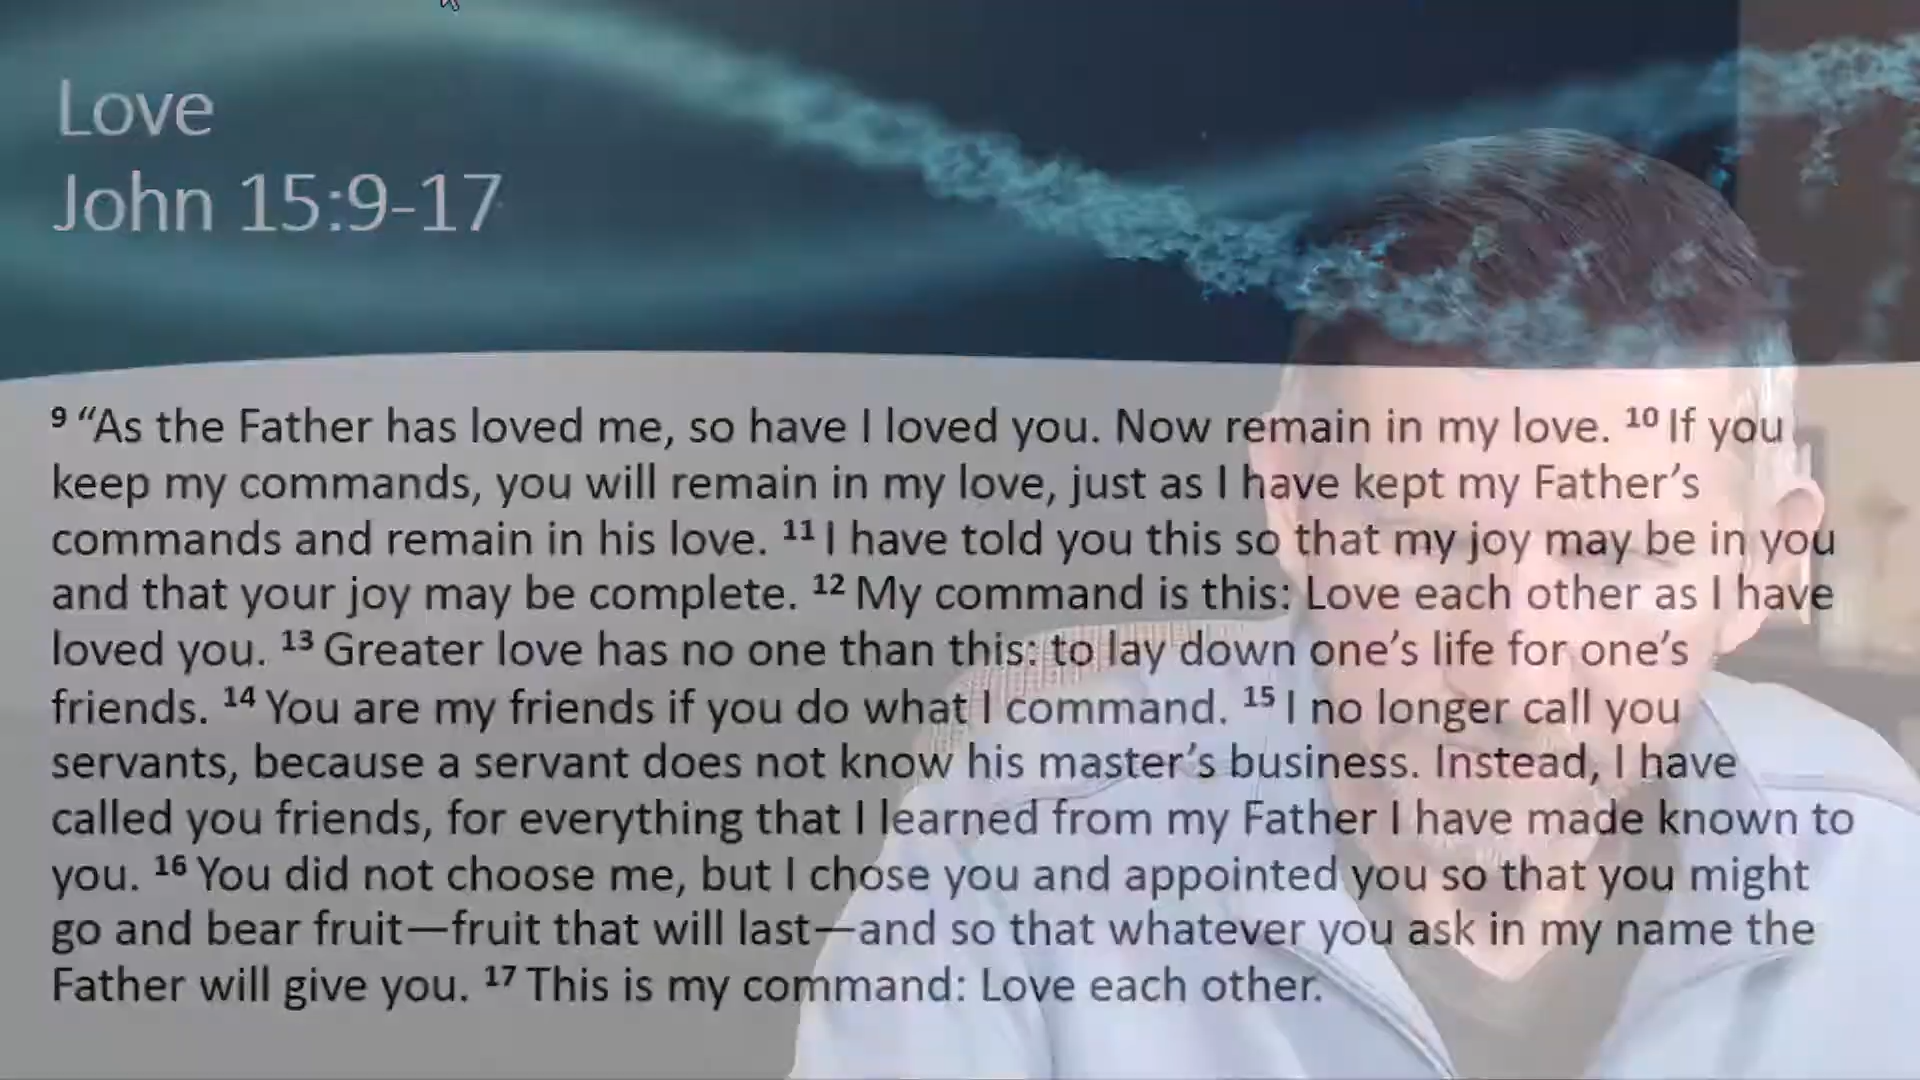 Love
John 15:9-17
⁹ “As the Father has loved me, so have I loved you. Now remain in my love. ¹⁰ If you
keep my commands, you will remain in my love, just as I have kept my Father’s
commands and remain in his love. ¹¹ I have told you this so that my joy may be in you
and that your joy may be complete. ¹² My command is this: Love each other as I have
loved you. ¹³ Greater love has no one than this: to lay down one’s life for one’s
friends. ¹⁴ You are my friends if you do what I command. ¹⁵ I no longer call you
servants, because a servant does not know his master’s business. Instead, I have
called you friends, for everything that I learned from my Father I have made known to
you. ¹⁶ You did not choose me, but I chose you and appointed you so that you might
go and bear fruit—fruit that will last—and so that whatever you ask in my name the
Father will give you. ¹⁷ This is my command: Love each other.